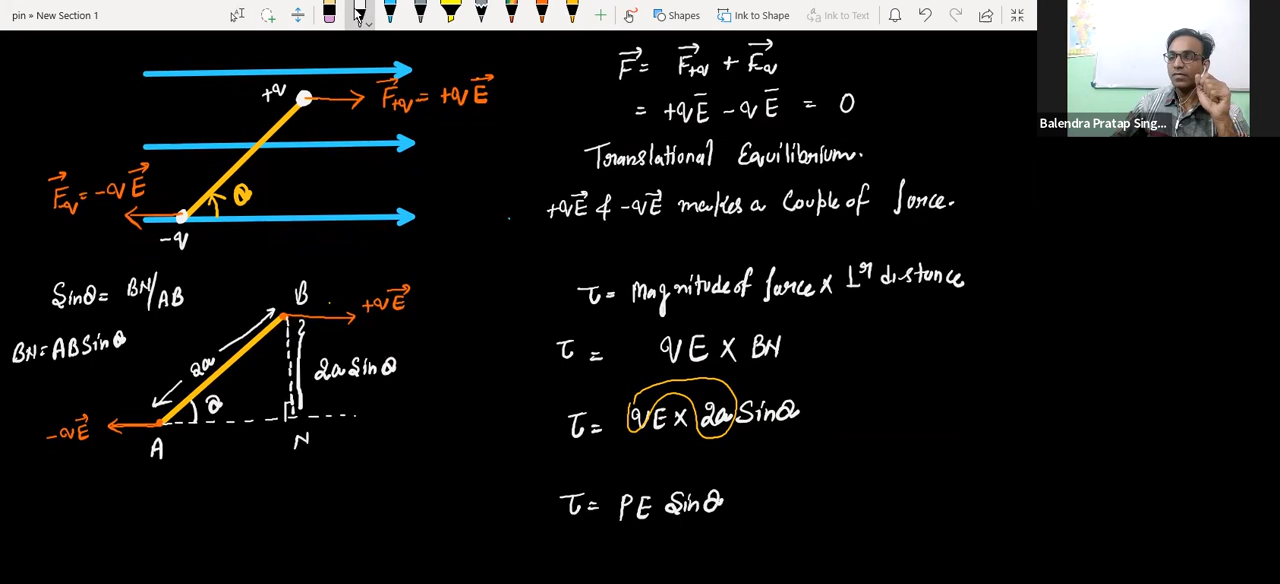 pin » New Section 1
Shapes
Ink to Shape
Ink to Text
Balendra Pratap Sing...
+q
F⃗+q = +qE⃗
F⃗-q = -qE⃗
θ
-q
F⃗ = F⃗+q + F⃗-q
= +qE⃗ - qE⃗ = 0
Translational Equilibrium.
+qE⃗ & -qE⃗ makes a Couple of force.
Sinθ = BN/AB
BN = AB Sinθ
B
+qE⃗
2a
2a Sinθ
θ
-qE⃗
A
N
τ = Magnitude of force × ⊥ʳ distance
τ = qE × BN
τ = qE × 2a Sinθ
τ = PE Sinθ